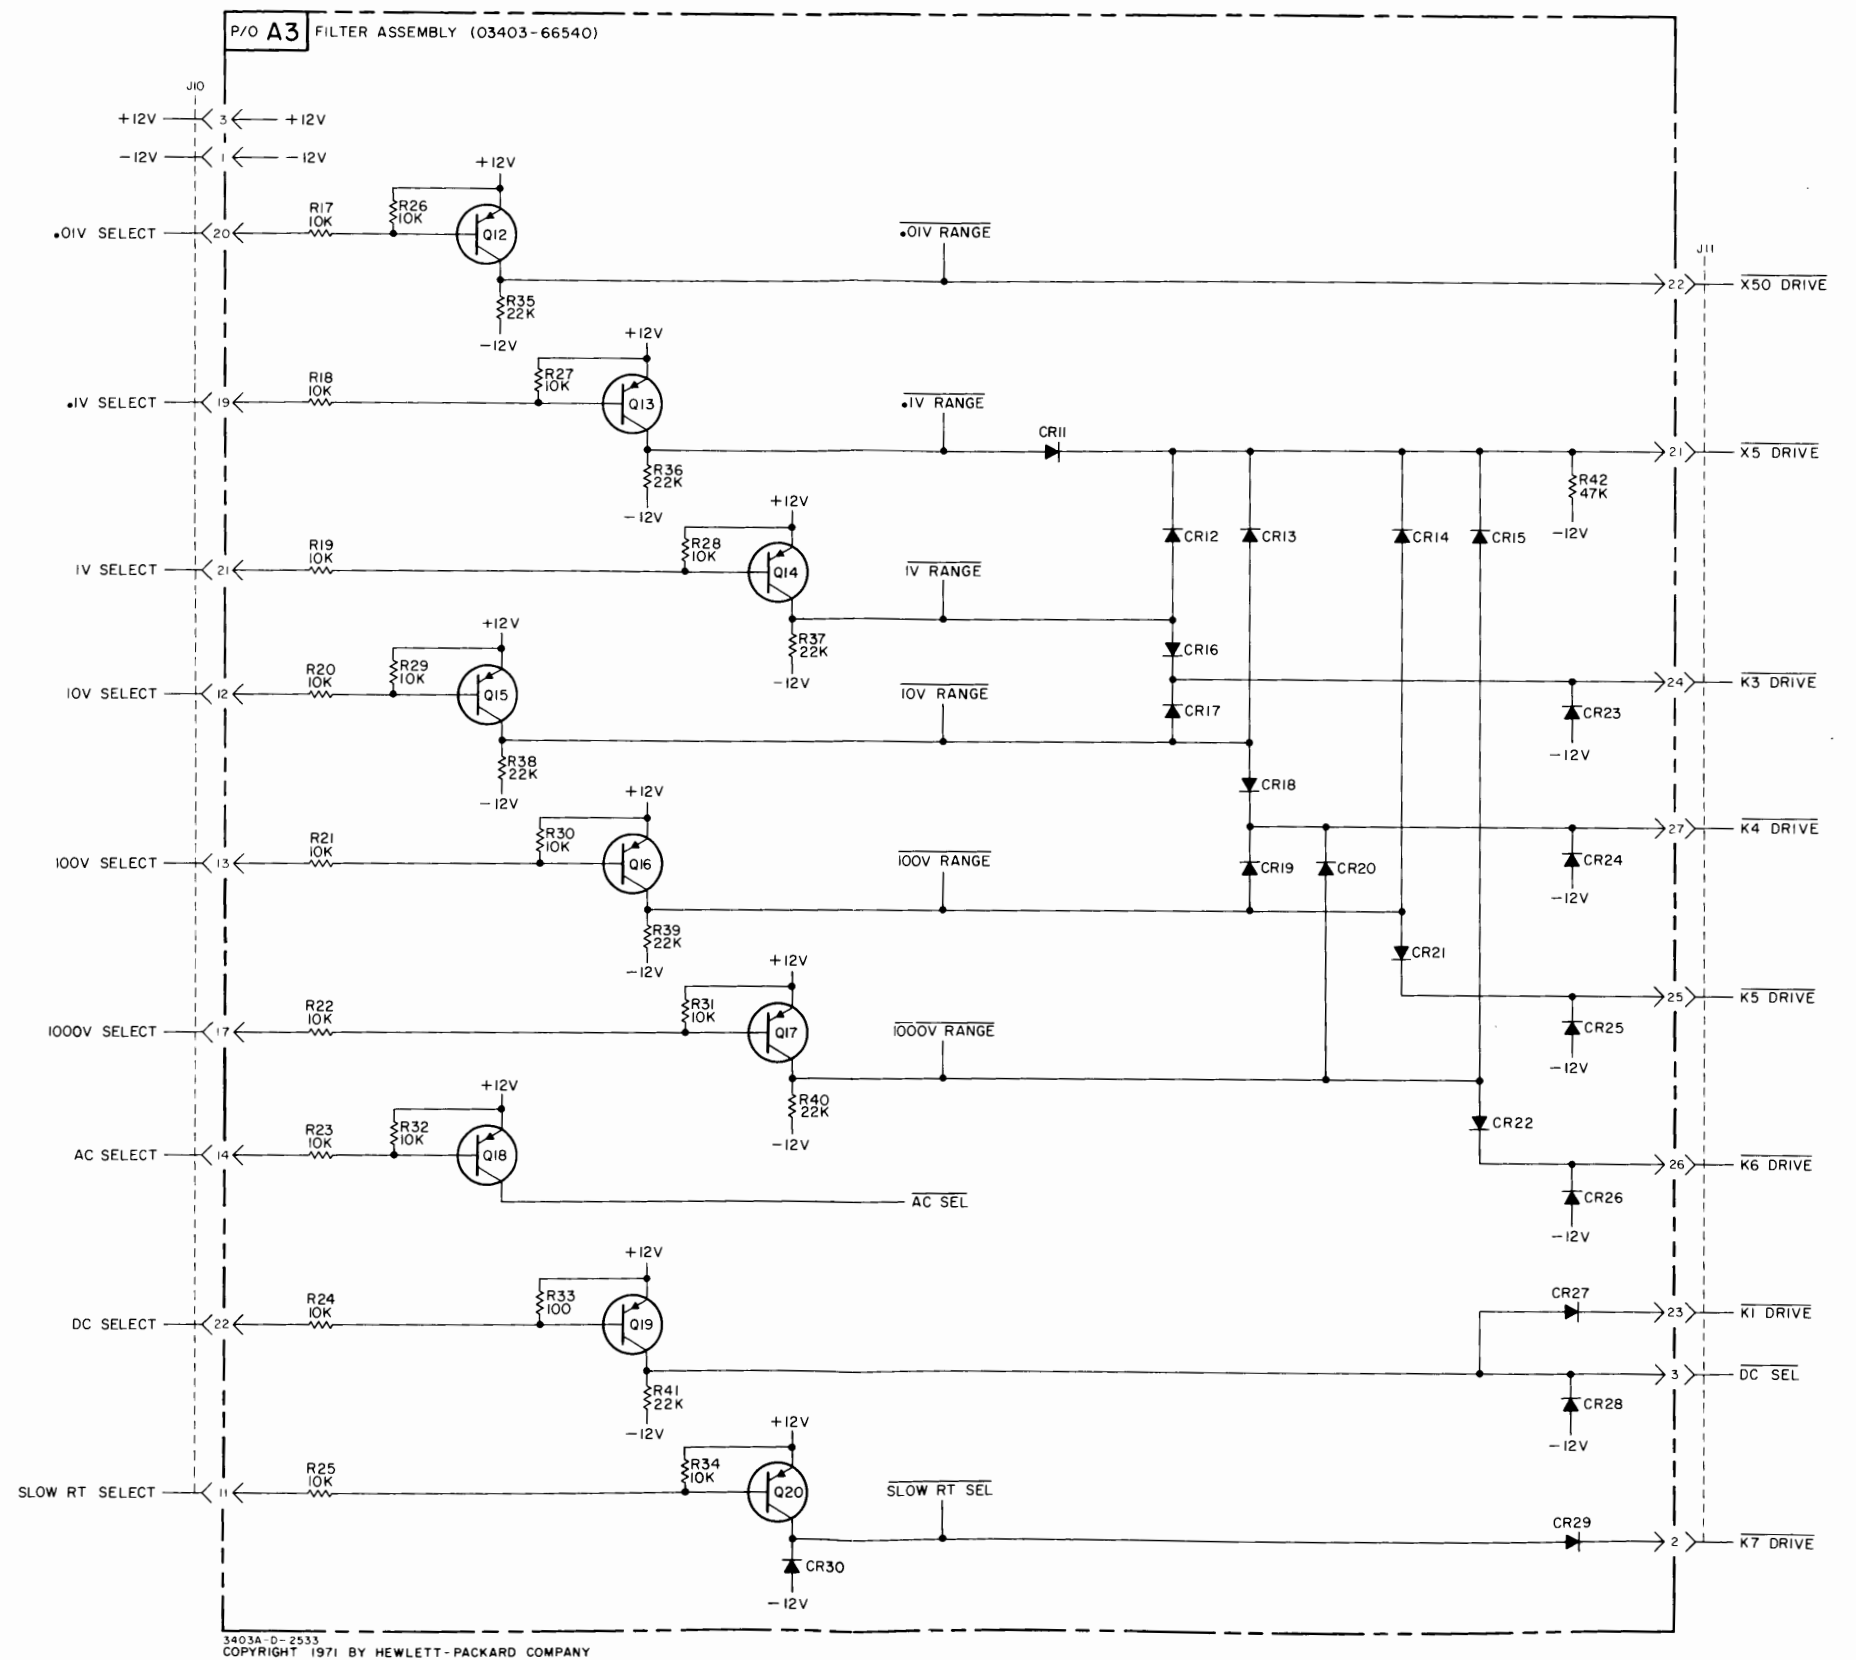 P/O A3 FILTER ASSEMBLY (03403-66540)
J10
+12V 3 +12V
-12V 1 -12V
+12V
R17
10K
R26
10K
.01V SELECT 20 Q12
.01V RANGE
J11
22 X50 DRIVE
R35
22K
-12V
+12V
R18
10K
R27
10K
.1V SELECT 19 Q13
.1V RANGE
CR11
21 X5 DRIVE
R36
22K
-12V
R42
47K
-12V
+12V
CR12 CR13 CR14 CR15
R19
10K
R28
10K
1V SELECT 21 Q14
1V RANGE
R37
22K
-12V
CR16
24 K3 DRIVE
+12V
R20
10K
R29
10K
10V SELECT 12 Q15
10V RANGE
CR17
CR23
-12V
R38
22K
-12V
CR18
+12V
27 K4 DRIVE
R21
10K
R30
10K
100V SELECT 13 Q16
100V RANGE
CR19 CR20
CR24
-12V
R39
22K
-12V
CR21
+12V
25 K5 DRIVE
R22
10K
R31
10K
1000V SELECT 17 Q17
1000V RANGE
CR25
-12V
R40
22K
-12V
CR22
+12V
R23
10K
R32
10K
AC SELECT 14 Q18
26 K6 DRIVE
AC SEL
CR26
-12V
+12V
CR27
23 K1 DRIVE
R24
10K
R33
100
DC SELECT 22 Q19
3 DC SEL
R41
22K
-12V
CR28
-12V
+12V
R25
10K
R34
10K
SLOW RT SELECT 11 Q20
SLOW RT SEL
CR29
2 K7 DRIVE
CR30
-12V
3403A-D-2533
COPYRIGHT 1971 BY HEWLETT-PACKARD COMPANY